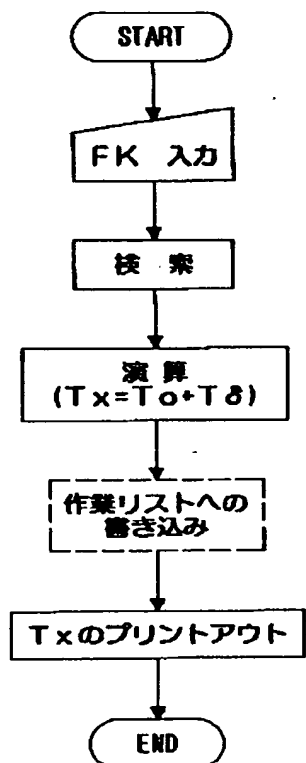 START
FK 入力
検索
演算
(Tx=To+Tδ)
作業リストへの
書き込み
Txのプリントアウト
END